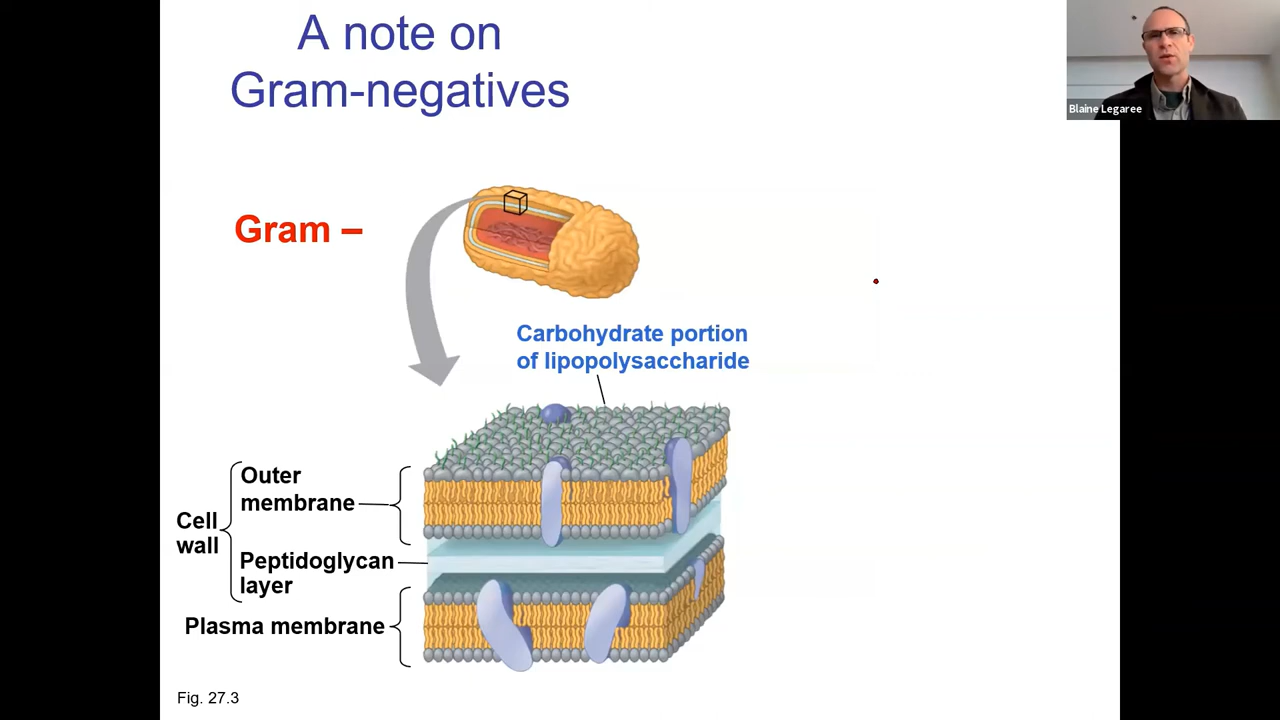 A note on
Gram-negatives
Blaine Legaree
Gram –
Carbohydrate portion
of lipopolysaccharide
Outer
membrane
Cell
wall
Peptidoglycan
layer
Plasma membrane
Fig. 27.3